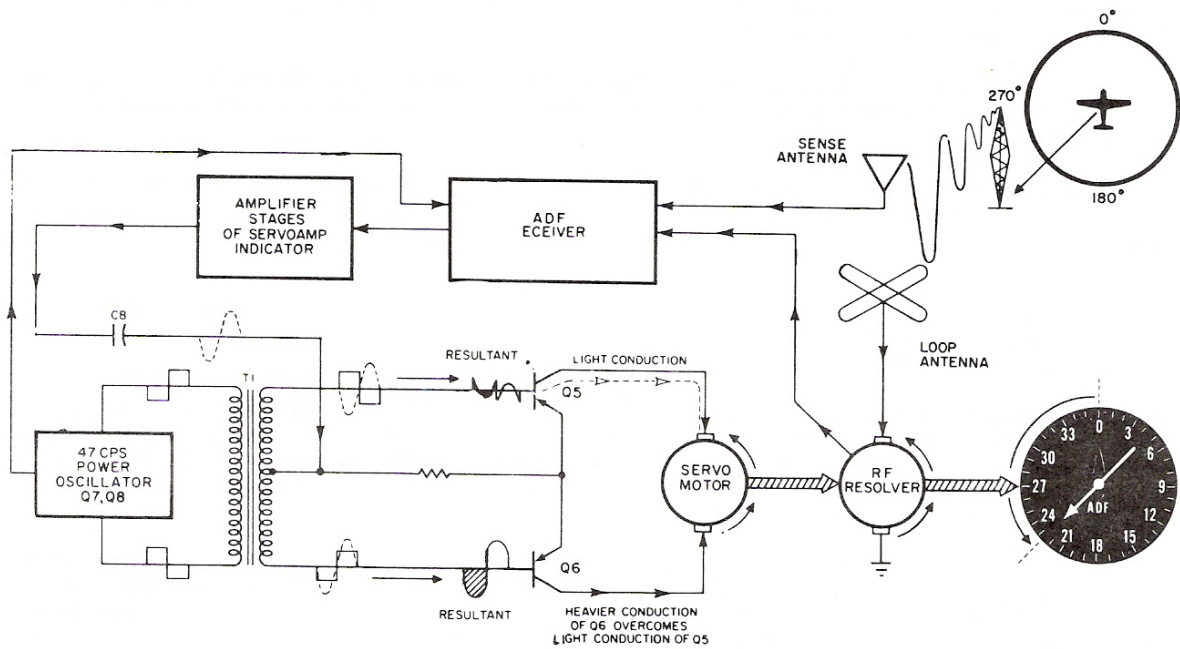 0°
270°
180°
SENSE
ANTENNA
AMPLIFIER
STAGES
OF SERVOAMP
INDICATOR
ADF
ECEIVER
C8
T1
RESULTANT
LIGHT CONDUCTION
Q5
LOOP
ANTENNA
47 CPS
POWER
OSCILLATOR
Q7,Q8
SERVO
MOTOR
RF
RESOLVER
0
3
6
9
12
15
18
21
24
27
30
33
ADF
Q6
RESULTANT
HEAVIER CONDUCTION
OF Q6 OVERCOMES
LIGHT CONDUCTION OF Q5